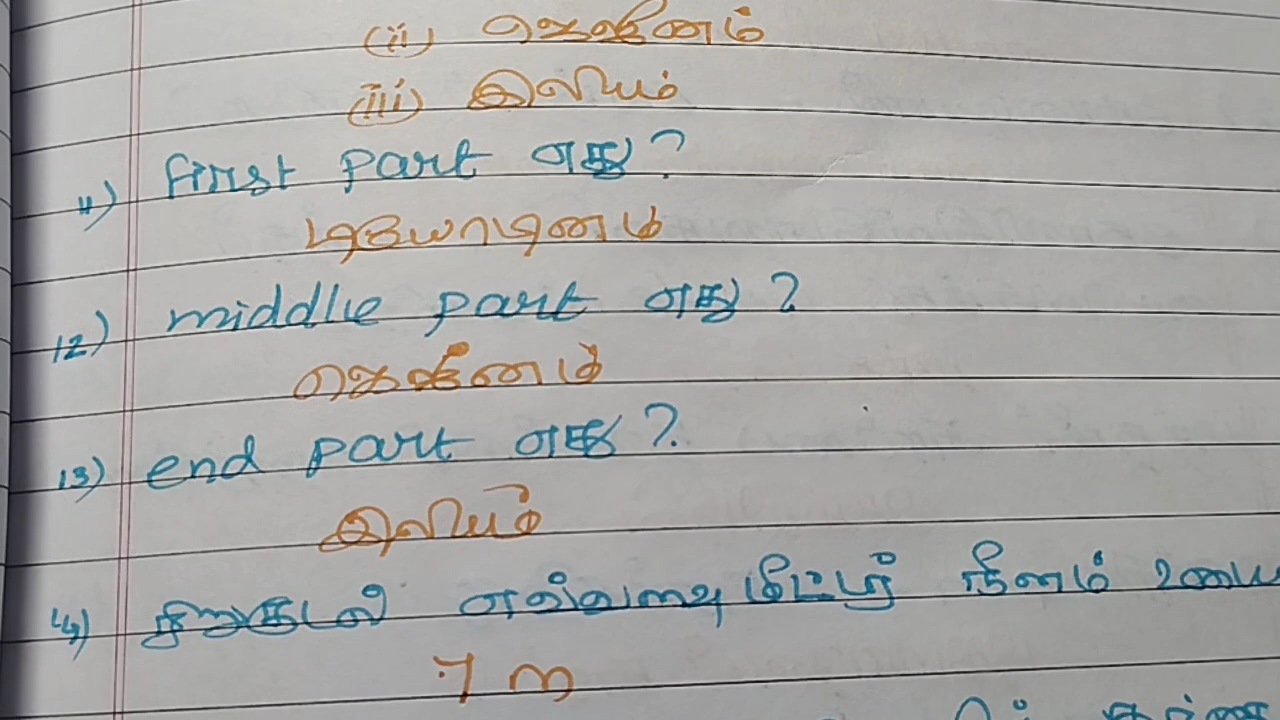 (ii) ஜெஜினம்
(iii) இலியம்
11) first part எது?
டியோடினம்
12) middle part எது?
ஜெஜினம்
13) end part எது?
இலியம்
14) சிறுகுடல் எவ்வளவு மீட்டர் நீளம்
7 m